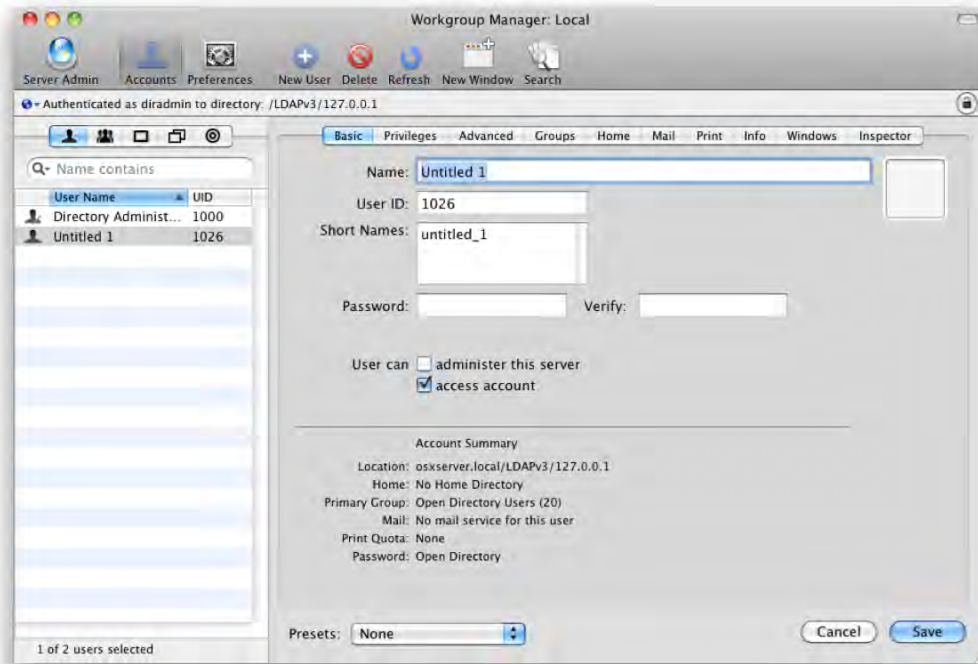 Workgroup Manager: Local
Server Admin Accounts Preferences New User Delete Refresh New Window Search
Authenticated as diradmin to directory: /LDAPv3/127.0.0.1
Basic Privileges Advanced Groups Home Mail Print Info Windows Inspector
Name contains
User Name UID
Directory Administ... 1000
Untitled 1 1026
Name: Untitled 1
User ID: 1026
Short Names: untitled_1
Password: Verify:
User can administer this server
access account
Account Summary
Location: osxserver.local/LDAPv3/127.0.0.1
Home: No Home Directory
Primary Group: Open Directory Users (20)
Mail: No mail service for this user
Print Quota: None
Password: Open Directory
Presets: None
Cancel Save
1 of 2 users selected